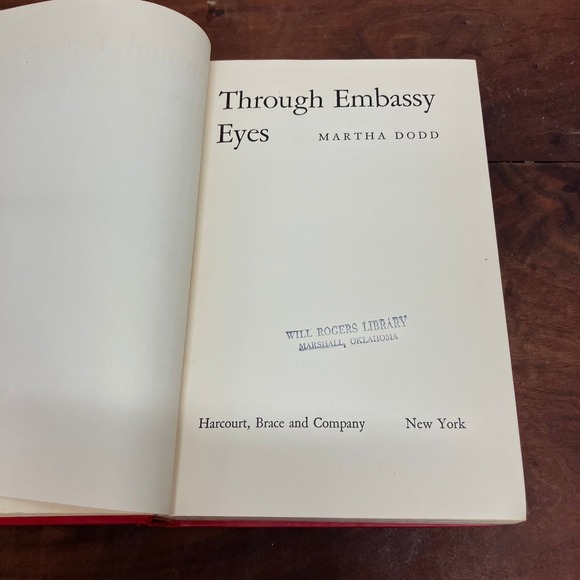 Through Embassy
Eyes MARTHA DODD
WILL ROGERS LIBRARY
MARSHALL, OKLAHOMA
Harcourt, Brace and Company New York